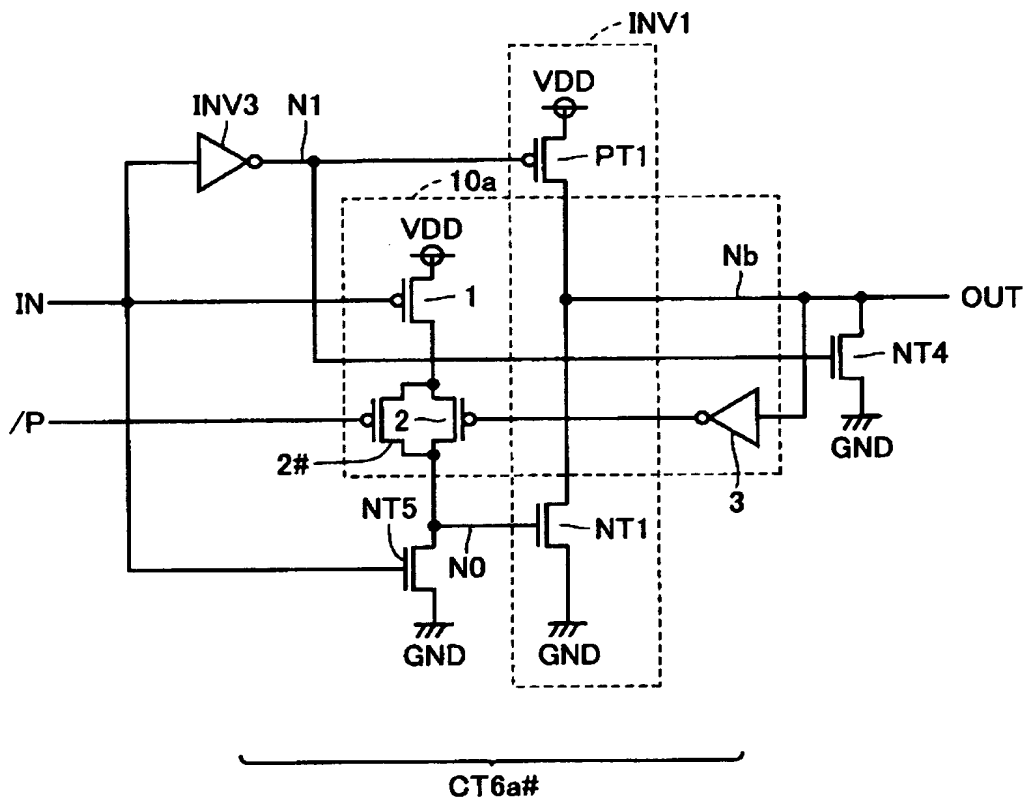 INV1
VDD
INV3
N1
PT1
10a
VDD
Nb
IN
1
OUT
NT4
/P
2
2#
3
GND
NT5
N0
NT1
GND
GND
CT6a#